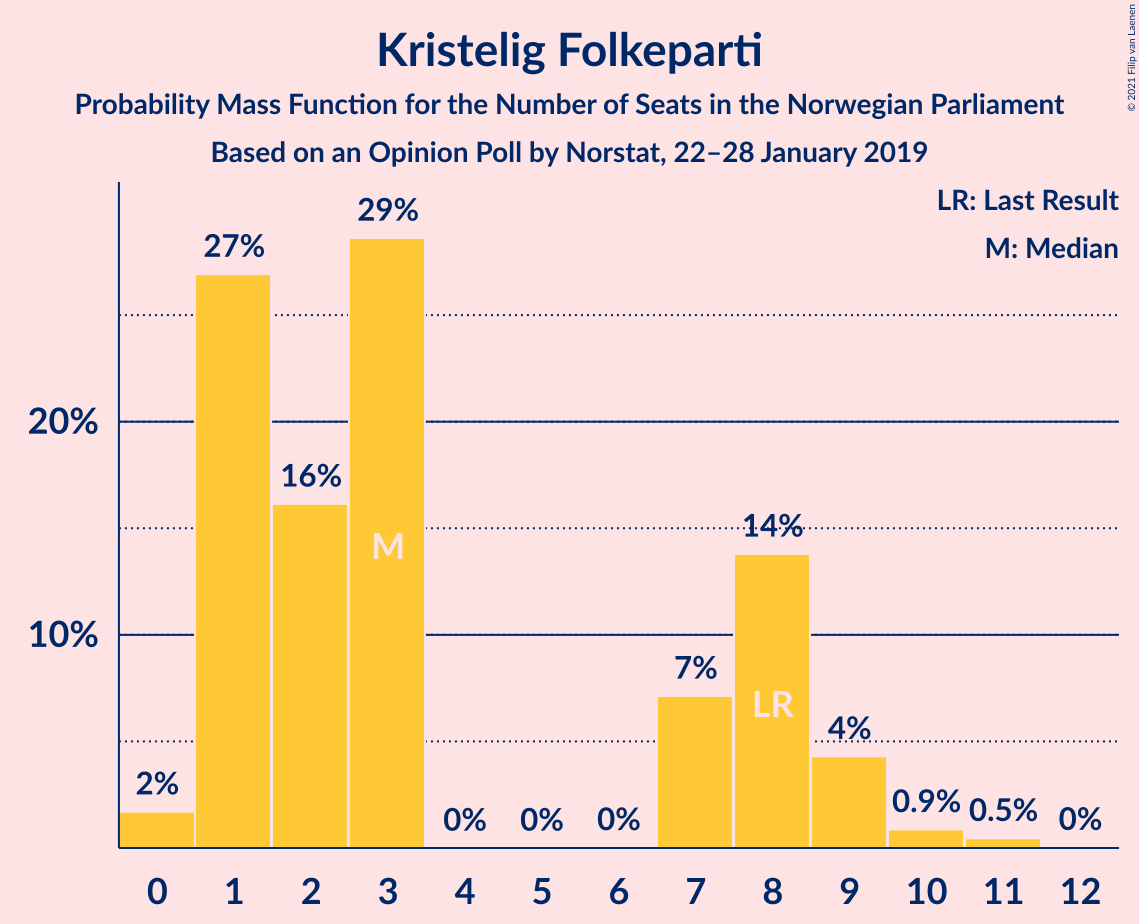 Kristelig Folkeparti
Probability Mass Function for the Number of Seats in the Norwegian Parliament
Based on an Opinion Poll by Norstat, 22–28 January 2019
© 2021 Filip van Laenen
LR: Last Result
M: Median
20%
10%
2%
27%
16%
29%
M
0%
0%
0%
7%
14%
LR
4%
0.9%
0.5%
0%
0 1 2 3 4 5 6 7 8 9 10 11 12